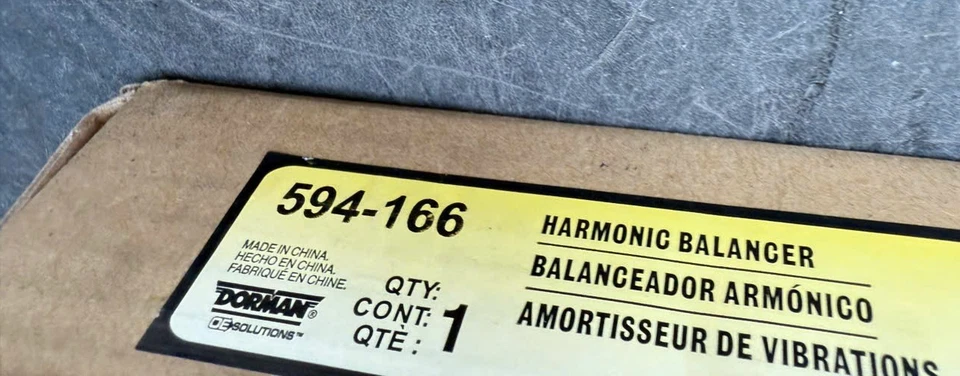 594-166
MADE IN CHINA.
HECHO EN CHINA.
FABRIQUÉ EN CHINE.
DORMAN®
OE SOLUTIONS™
QTY:
CONT: 1
QTÈ :
HARMONIC BALANCER
BALANCEADOR ARMÓNICO
AMORTISSEUR DE VIBRATIONS